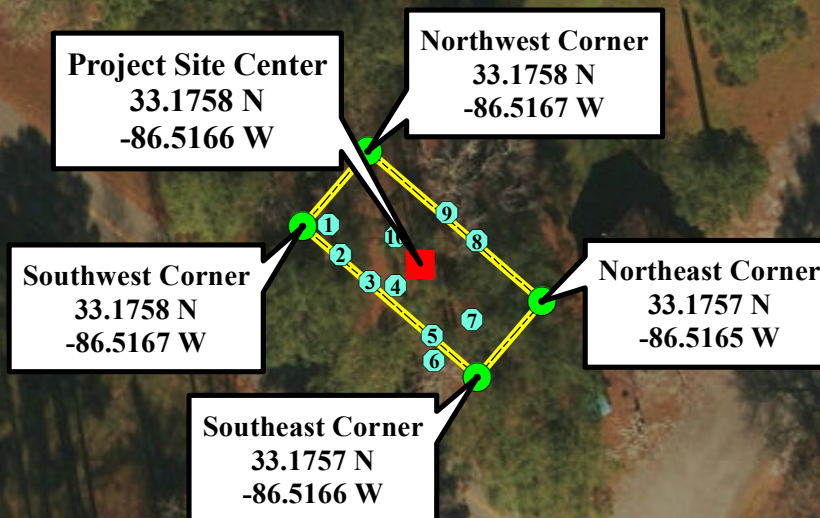 Northwest Corner
33.1758 N
-86.5167 W
Project Site Center
33.1758 N
-86.5166 W
9
1
10
8
2
3
4
Southwest Corner
33.1758 N
-86.5167 W
Northeast Corner
33.1757 N
-86.5165 W
7
5
6
Southeast Corner
33.1757 N
-86.5166 W